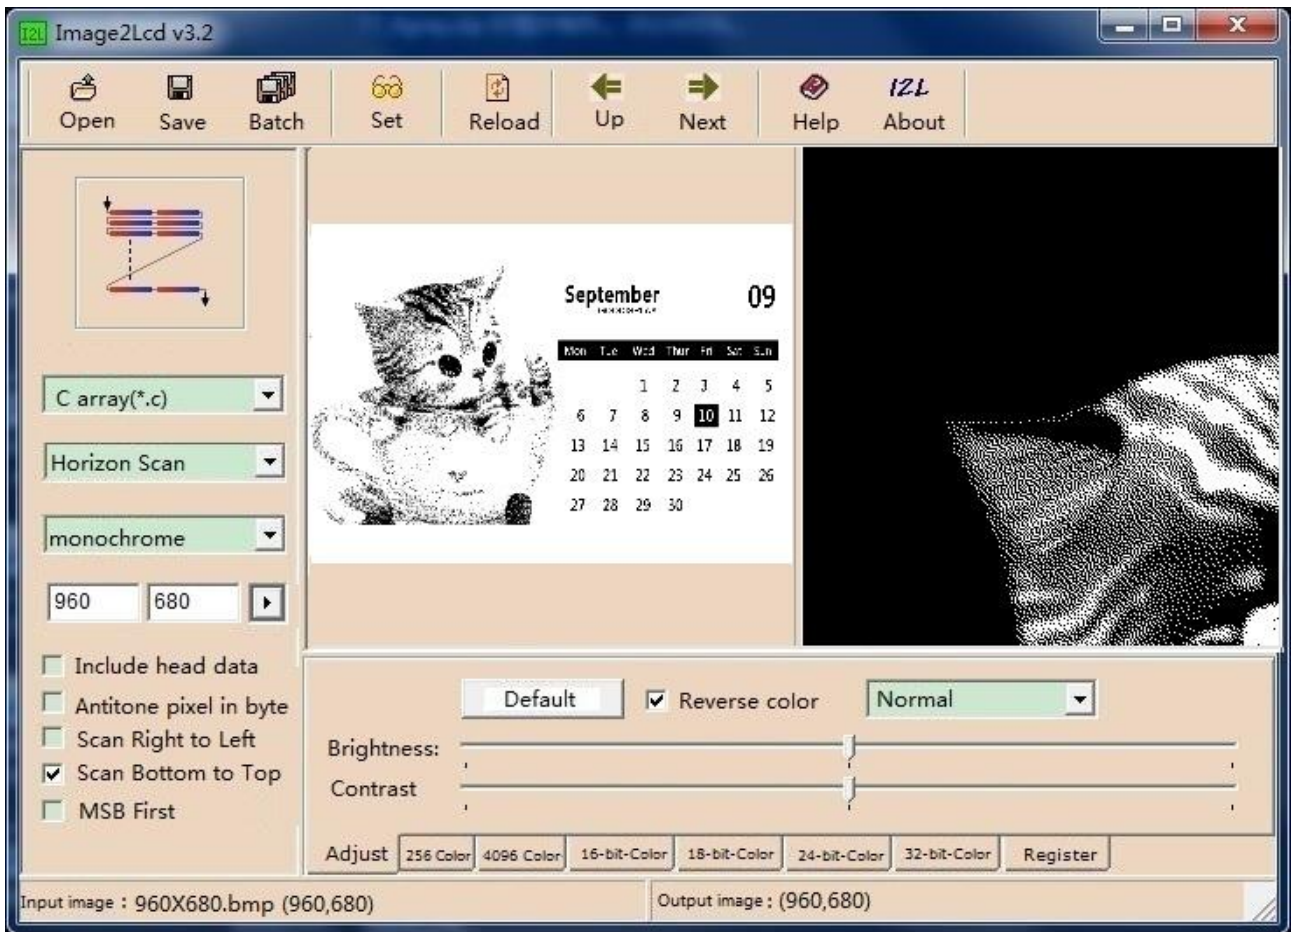 I2L Image2Lcd v3.2
Open Save Batch Set Reload Up Next Help I2L About
C array(*.c)
Horizon Scan
monochrome
960 680
Include head data
Antitone pixel in byte
Scan Right to Left
Scan Bottom to Top
MSB First
September 09
Mon Tue Wed Thur Fri Sat Sun
1 2 3 4 5
6 7 8 9 10 11 12
13 14 15 16 17 18 19
20 21 22 23 24 25 26
27 28 29 30
Default Reverse color Normal
Brightness:
Contrast
Adjust 256 Color 4096 Color 16-bit-Color 18-bit-Color 24-bit-Color 32-bit-Color Register
Input image : 960X680.bmp (960,680) Output image : (960,680)